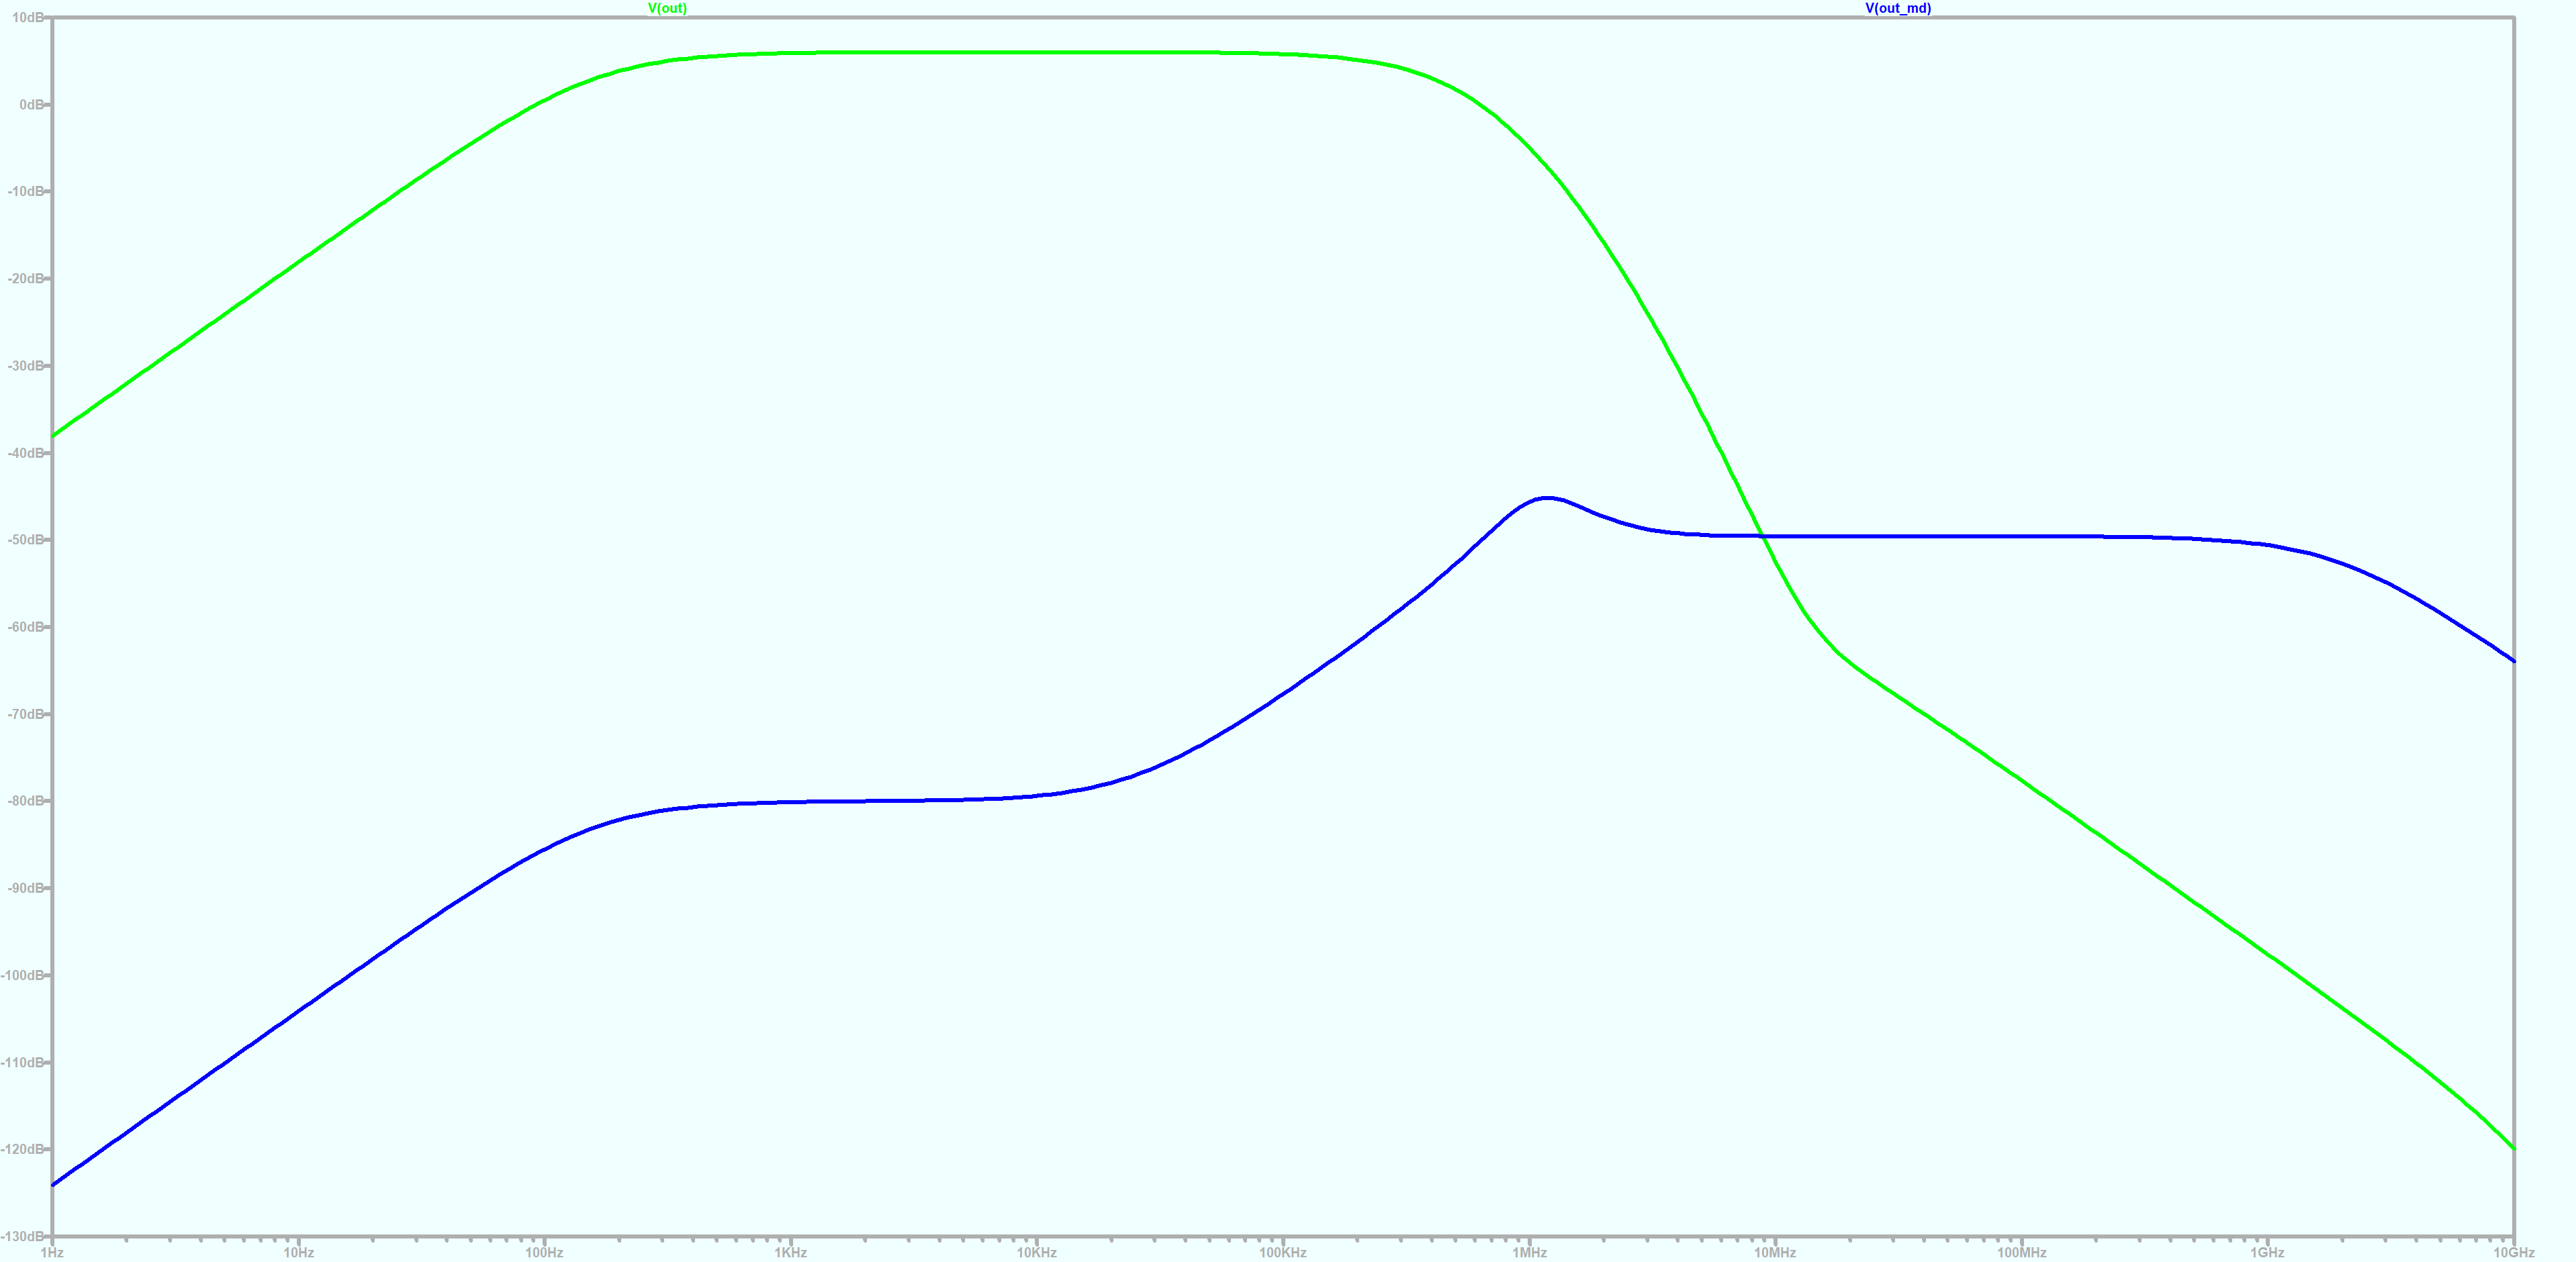 V(out) V(out_md)
10dB
0dB
-10dB
-20dB
-30dB
-40dB
-50dB
-60dB
-70dB
-80dB
-90dB
-100dB
-110dB
-120dB
-130dB
1Hz 10Hz 100Hz 1KHz 10KHz 100KHz 1MHz 10MHz 100MHz 1GHz 10GHz